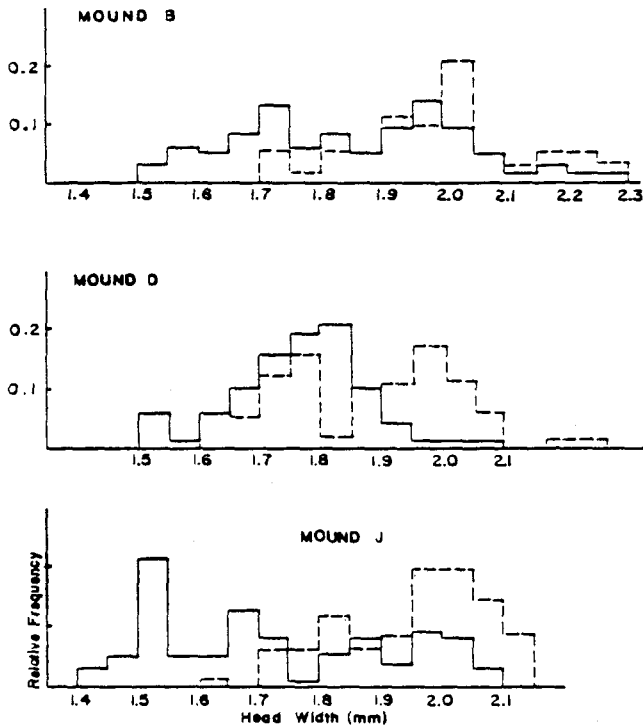 MOUND B
0.2
0.1
1.4 1.5 1.6 1.7 1.8 1.9 2.0 2.1 2.2 2.3
MOUND D
0.2
0.1
1.5 1.6 1.7 1.8 1.9 2.0 2.1
MOUND J
Relative Frequency
1.4 1.5 1.6 1.7 1.8 1.9 2.0 2.1
Head Width (mm)